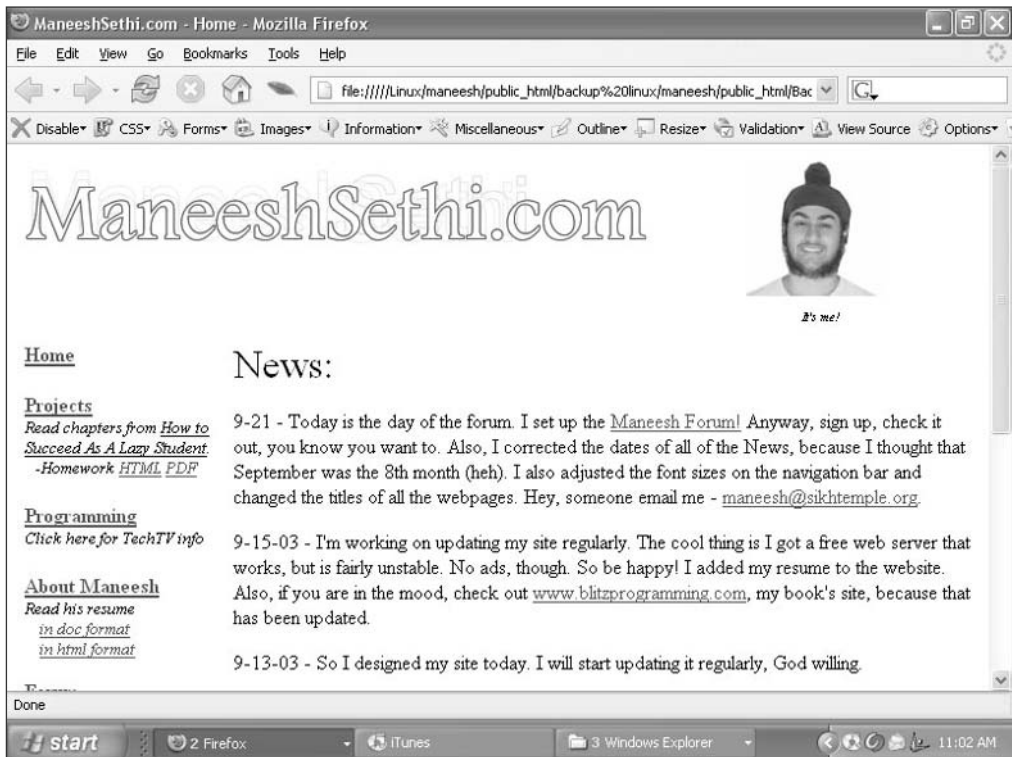 ManeeshSethi.com - Home - Mozilla Firefox
File Edit View Go Bookmarks Tools Help
file://///Linux/maneesh/public_html/backup%20linux/maneesh/public_html/Bac
G
Disable CSS Forms Images Information Miscellaneous Outline Resize Validation View Source Options
ManeeshSethi.com
It's me!
Home
Projects
Read chapters from How to
Succeed As A Lazy Student.
-Homework HTML PDF
Programming
Click here for TechTV info
About Maneesh
Read his resume
in doc format
in html format
News:
9-21 - Today is the day of the forum. I set up the Maneesh Forum! Anyway, sign up, check it
out, you know you want to. Also, I corrected the dates of all of the News, because I thought that
September was the 8th month (heh). I also adjusted the font sizes on the navigation bar and
changed the titles of all the webpages. Hey, someone email me - maneesh@sikhtemple.org.
9-15-03 - I'm working on updating my site regularly. The cool thing is I got a free web server that
works, but is fairly unstable. No ads, though. So be happy! I added my resume to the website.
Also, if you are in the mood, check out www.blitzprogramming.com, my book's site, because that
has been updated.
9-13-03 - So I designed my site today. I will start updating it regularly, God willing.
Done
start 2 Firefox iTunes 3 Windows Explorer 11:02 AM